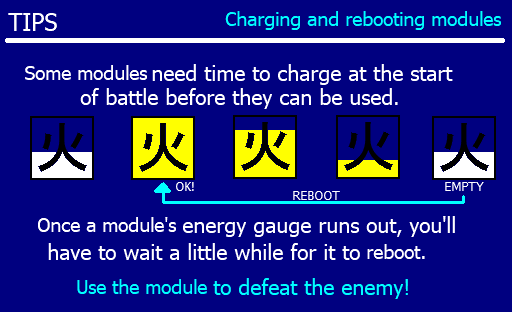 TIPS
Charging and rebooting modules
Some modules need time to charge at the start
of battle before they can be used.
火 火 火 火 火
OK!
REBOOT
EMPTY
Once a module's energy gauge runs out, you'll
have to wait a little while for it to reboot.
Use the module to defeat the enemy!